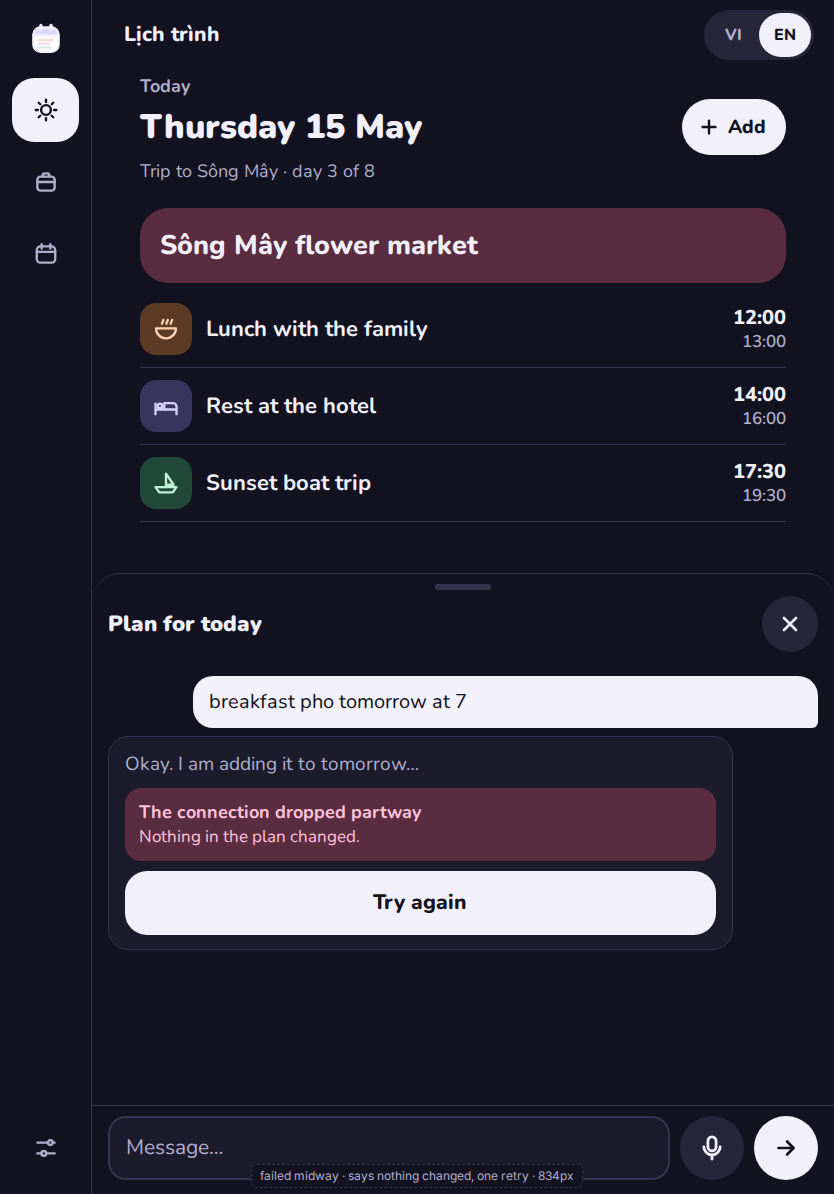 Lịch trình
VI
EN
Today
Thursday 15 May
Add
Trip to Sông Mây · day 3 of 8
Sông Mây flower market
Lunch with the family
12:00
13:00
Rest at the hotel
14:00
16:00
Sunset boat trip
17:30
19:30
Plan for today
breakfast pho tomorrow at 7
Okay. I am adding it to tomorrow...
The connection dropped partway
Nothing in the plan changed.
Try again
Message...
failed midway · says nothing changed, one retry · 834px